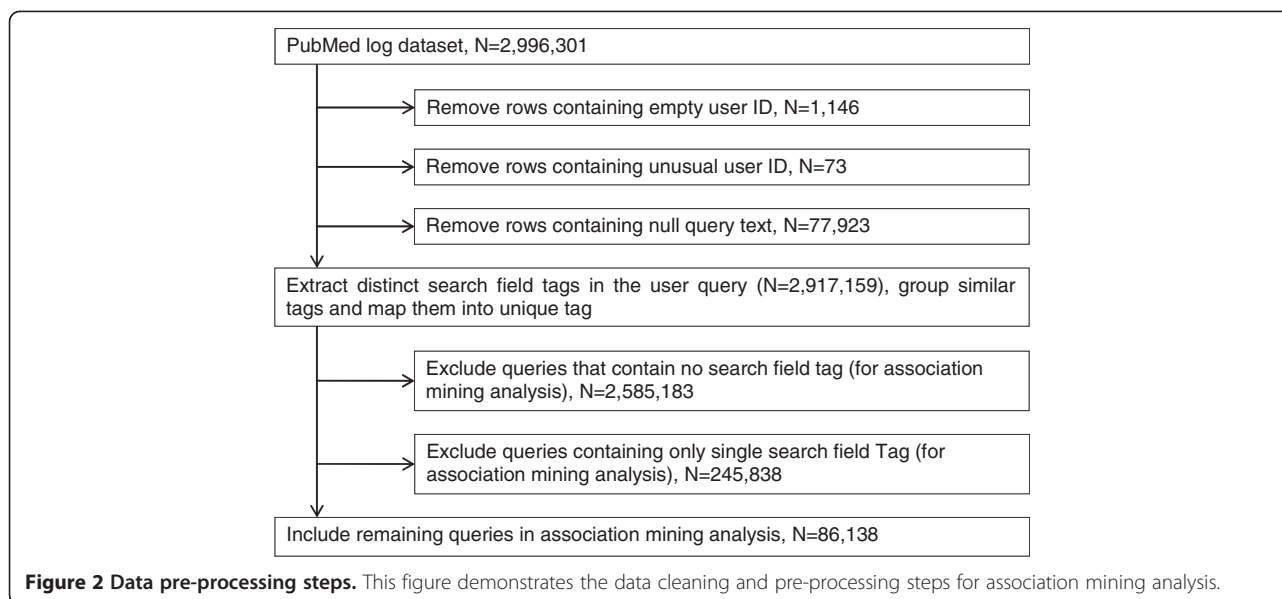 PubMed log dataset, N=2,996,301
Remove rows containing empty user ID, N=1,146
Remove rows containing unusual user ID, N=73
Remove rows containing null query text, N=77,923
Extract distinct search field tags in the user query (N=2,917,159), group similar
tags and map them into unique tag
Exclude queries that contain no search field tag (for association
mining analysis), N=2,585,183
Exclude queries containing only single search field Tag (for
association mining analysis), N=245,838
Include remaining queries in association mining analysis, N=86,138
Figure 2 Data pre-processing steps. This figure demonstrates the data cleaning and pre-processing steps for association mining analysis.